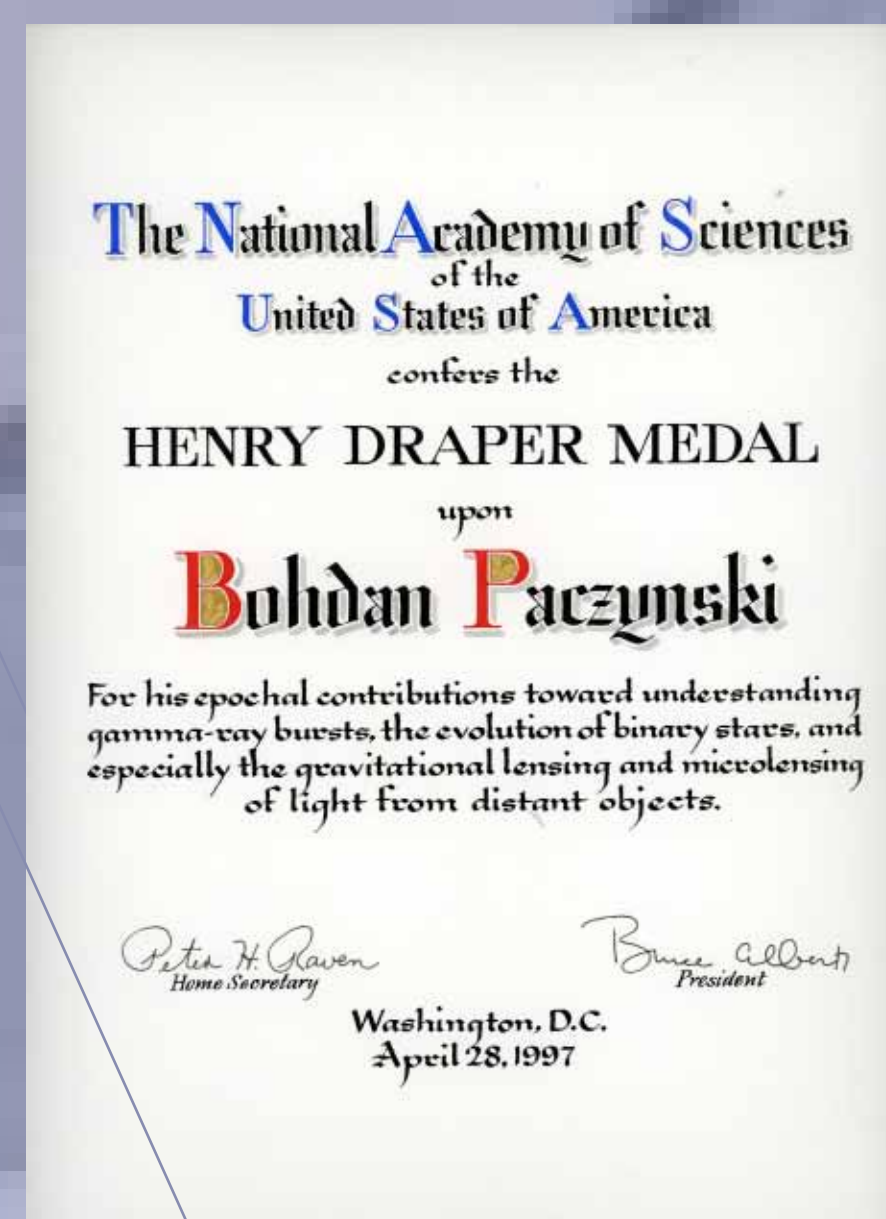 The National Academy of Sciences
of the
United States of America
confers the
HENRY DRAPER MEDAL
upon
Bohdan Paczynski
For his epochal contributions toward understanding
gamma-ray bursts, the evolution of binary stars, and
especially the gravitational lensing and microlensing
of light from distant objects.
Peter H. Raven Bruce Alberts
Home Secretary President
Washington, D.C.
April 28, 1997